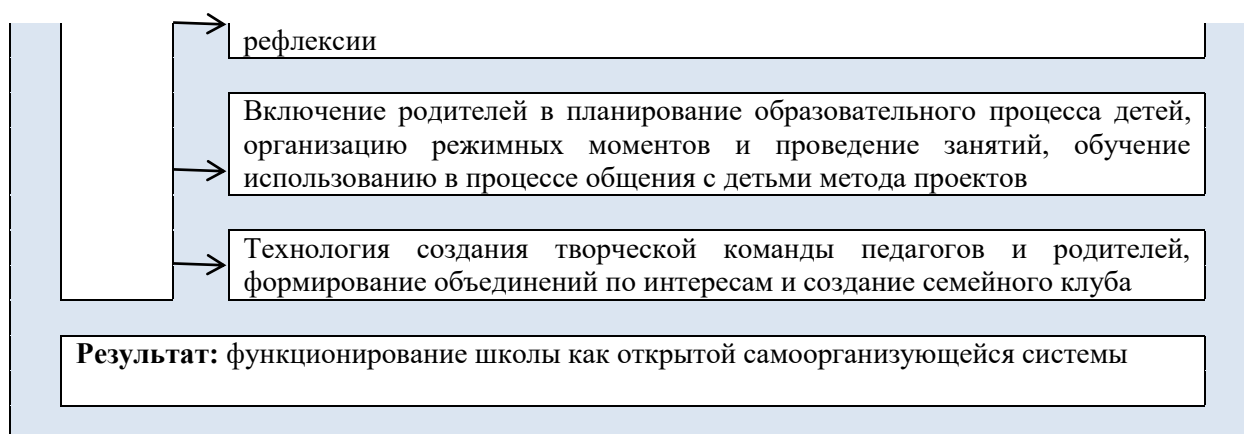 рефлексии
Включение родителей в планирование образовательного процесса детей,
организацию режимных моментов и проведение занятий, обучение
использованию в процессе общения с детьми метода проектов
Технология создания творческой команды педагогов и родителей,
формирование объединений по интересам и создание семейного клуба
Результат: функционирование школы как открытой самоорганизующейся системы